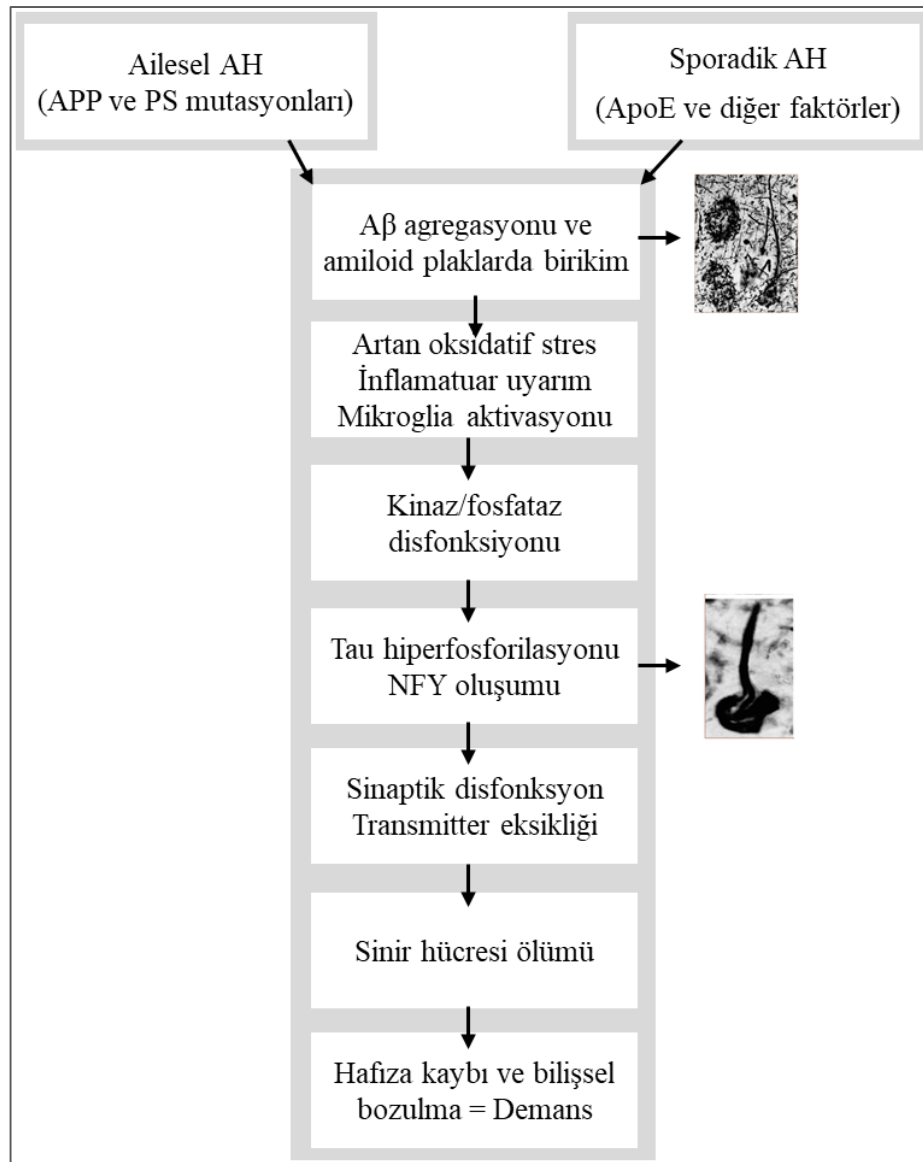 Ailesel AH
(APP ve PS mutasyonları)
Sporadik AH
(ApoE ve diğer faktörler)
Aβ agregasyonu ve
amiloid plaklarda birikim
Artan oksidatif stres
İnflamatuar uyarım
Mikroglia aktivasyonu
Kinaz/fosfataz
disfonksiyonu
Tau hiperfosforilasyonu
NFY oluşumu
Sinaptik disfonksyon
Transmitter eksikliği
Sinir hücresi ölümü
Hafıza kaybı ve bilişsel
bozulma = Demans